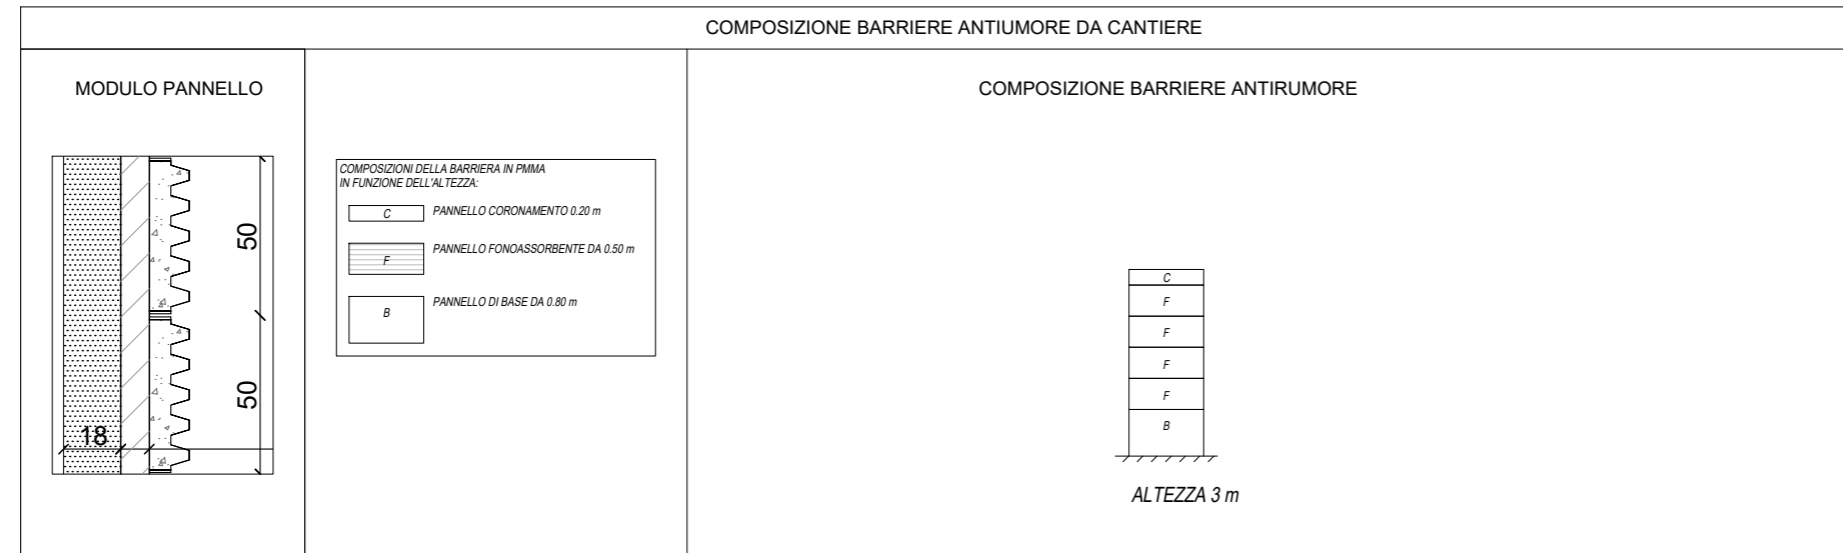 COMPOSIZIONE BARRIERE ANTIUMORE DA CANTIERE
MODULO PANNELLO
50
50
18
COMPOSIZIONI DELLA BARRIERA IN PMMA
IN FUNZIONE DELL'ALTEZZA:
C PANNELLO CORONAMENTO 0.20 m
F PANNELLO FONOASSORBENTE DA 0.50 m
B PANNELLO DI BASE DA 0.80 m
COMPOSIZIONE BARRIERE ANTIRUMORE
C
F
F
F
F
B
ALTEZZA 3 m